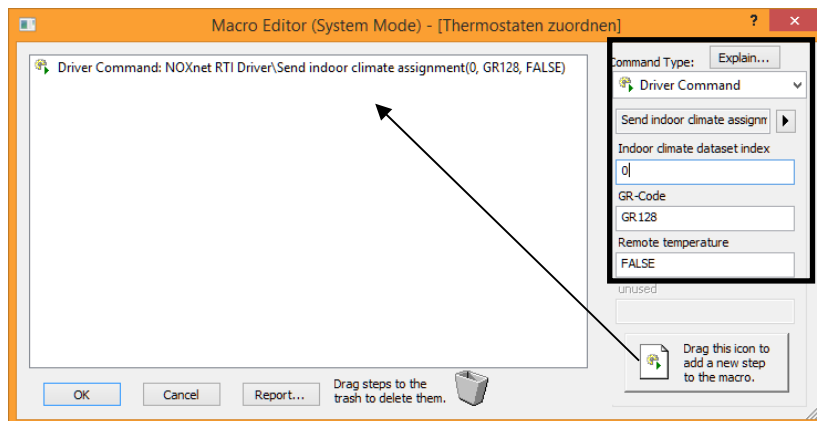 Macro Editor (System Mode) - [Thermostaten zuordnen]
?
Driver Command: NOXnet RTI Driver\Send indoor climate assignment(0, GR128, FALSE)
Command Type:
Explain...
Driver Command
Send indoor climate assignm
Indoor climate dataset index
0
GR-Code
GR128
Remote temperature
FALSE
unused
Drag this icon to
add a new step
to the macro.
OK
Cancel
Report...
Drag steps to the
trash to delete them.